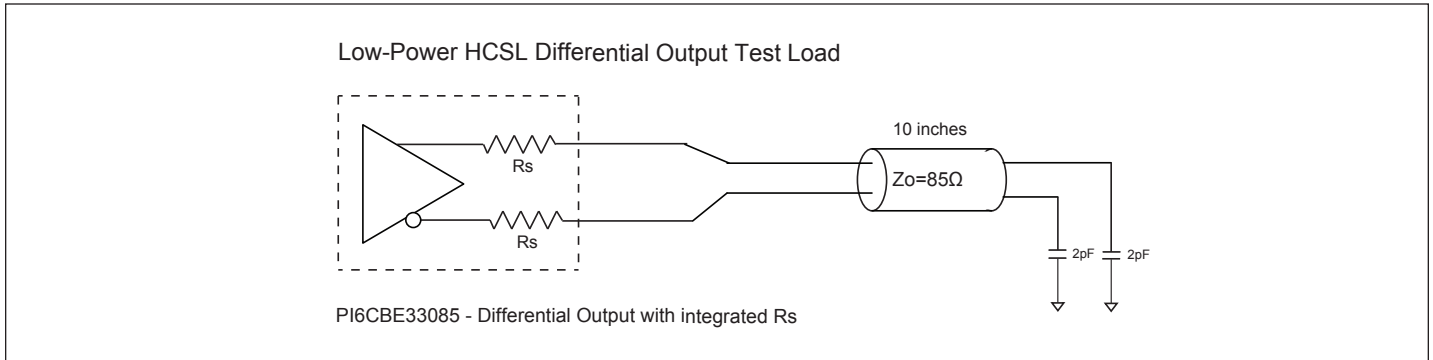 Low-Power HCSL Differential Output Test Load
10 inches
Rs
Zo=85Ω
Rs
2pF
2pF
PI6CBE33085 - Differential Output with integrated Rs